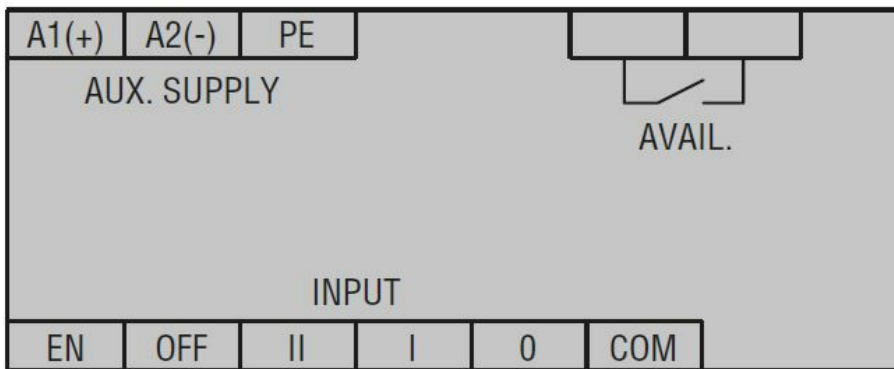 A1(+) A2(-) PE
AUX. SUPPLY
AVAIL.
INPUT
EN OFF II I 0 COM